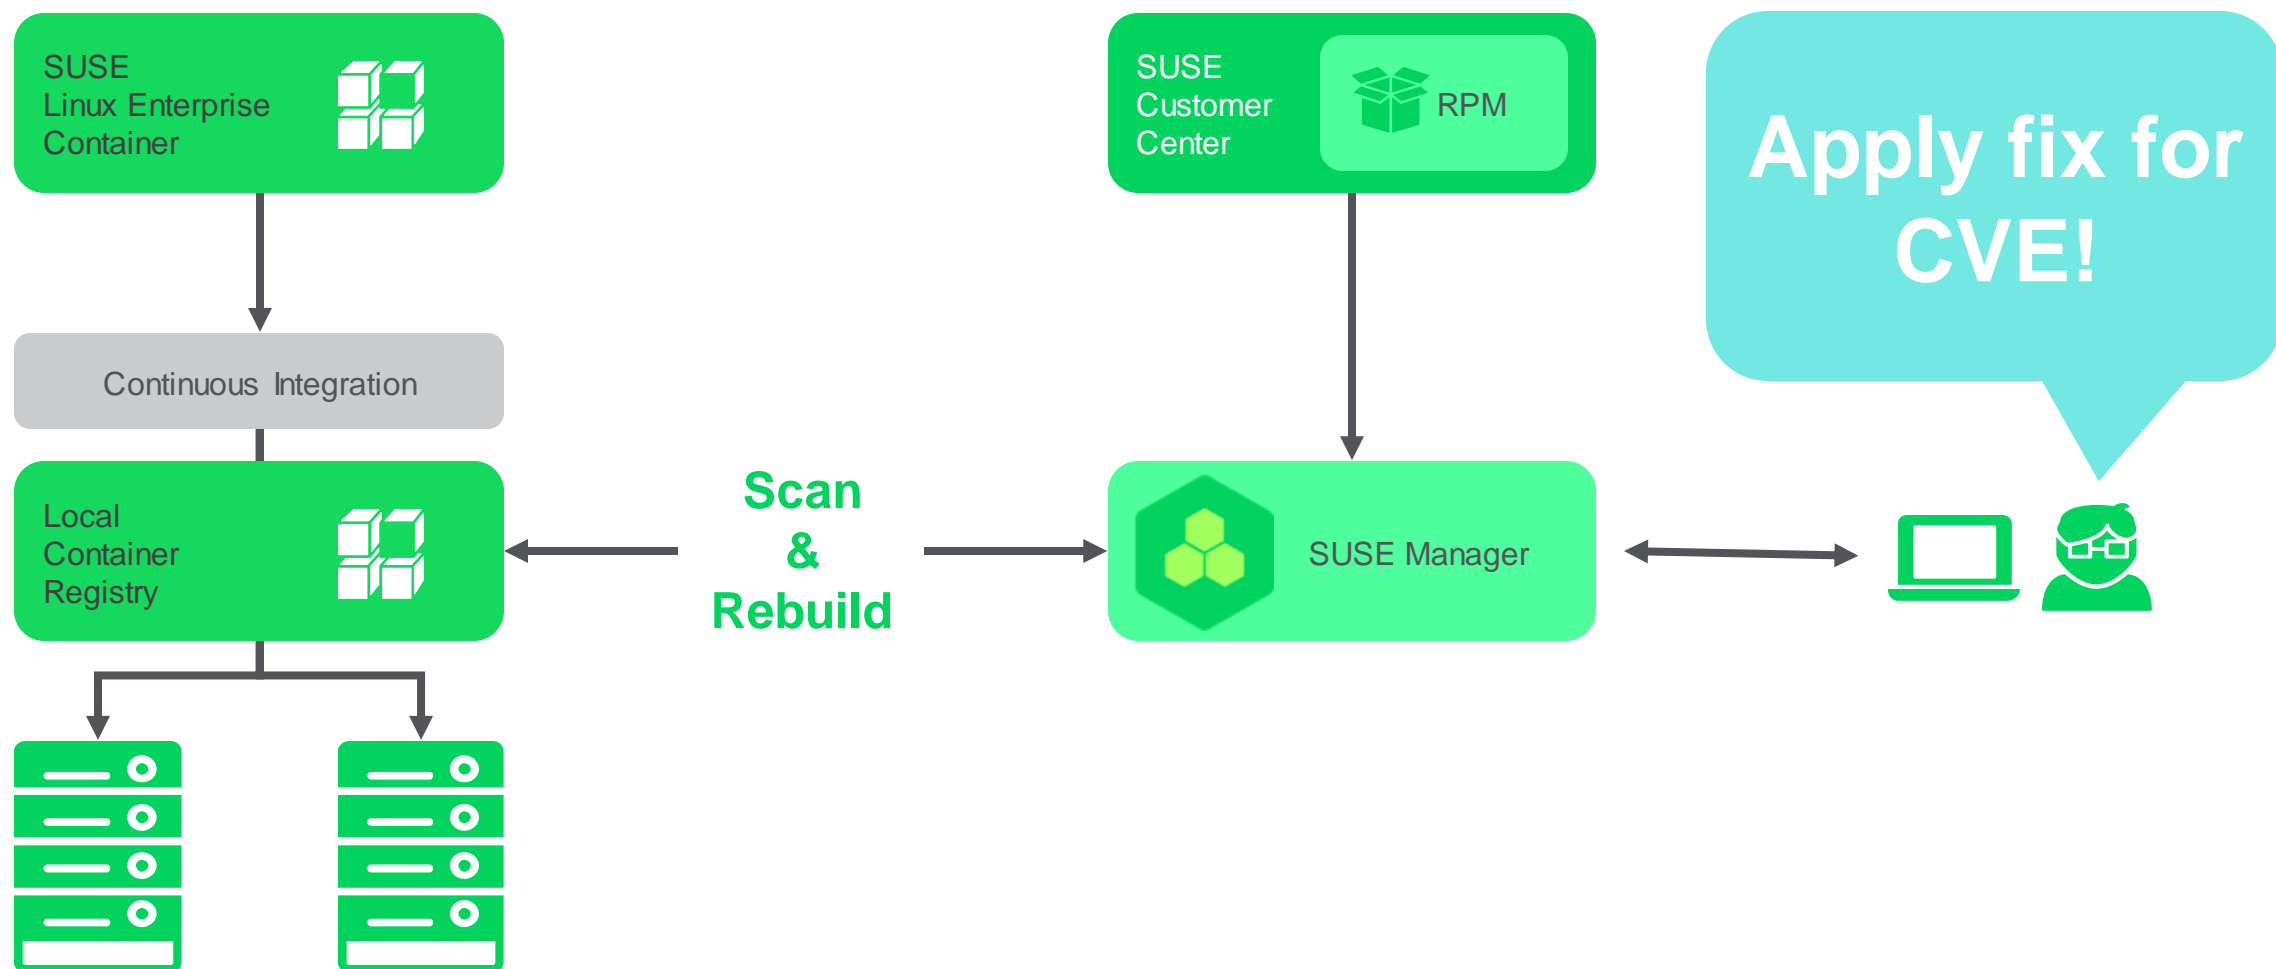 SUSE
Linux Enterprise
Container
SUSE
Customer
Center
RPM
Apply fix for
CVE!
Continuous Integration
Local
Container
Registry
Scan
&
Rebuild
SUSE Manager